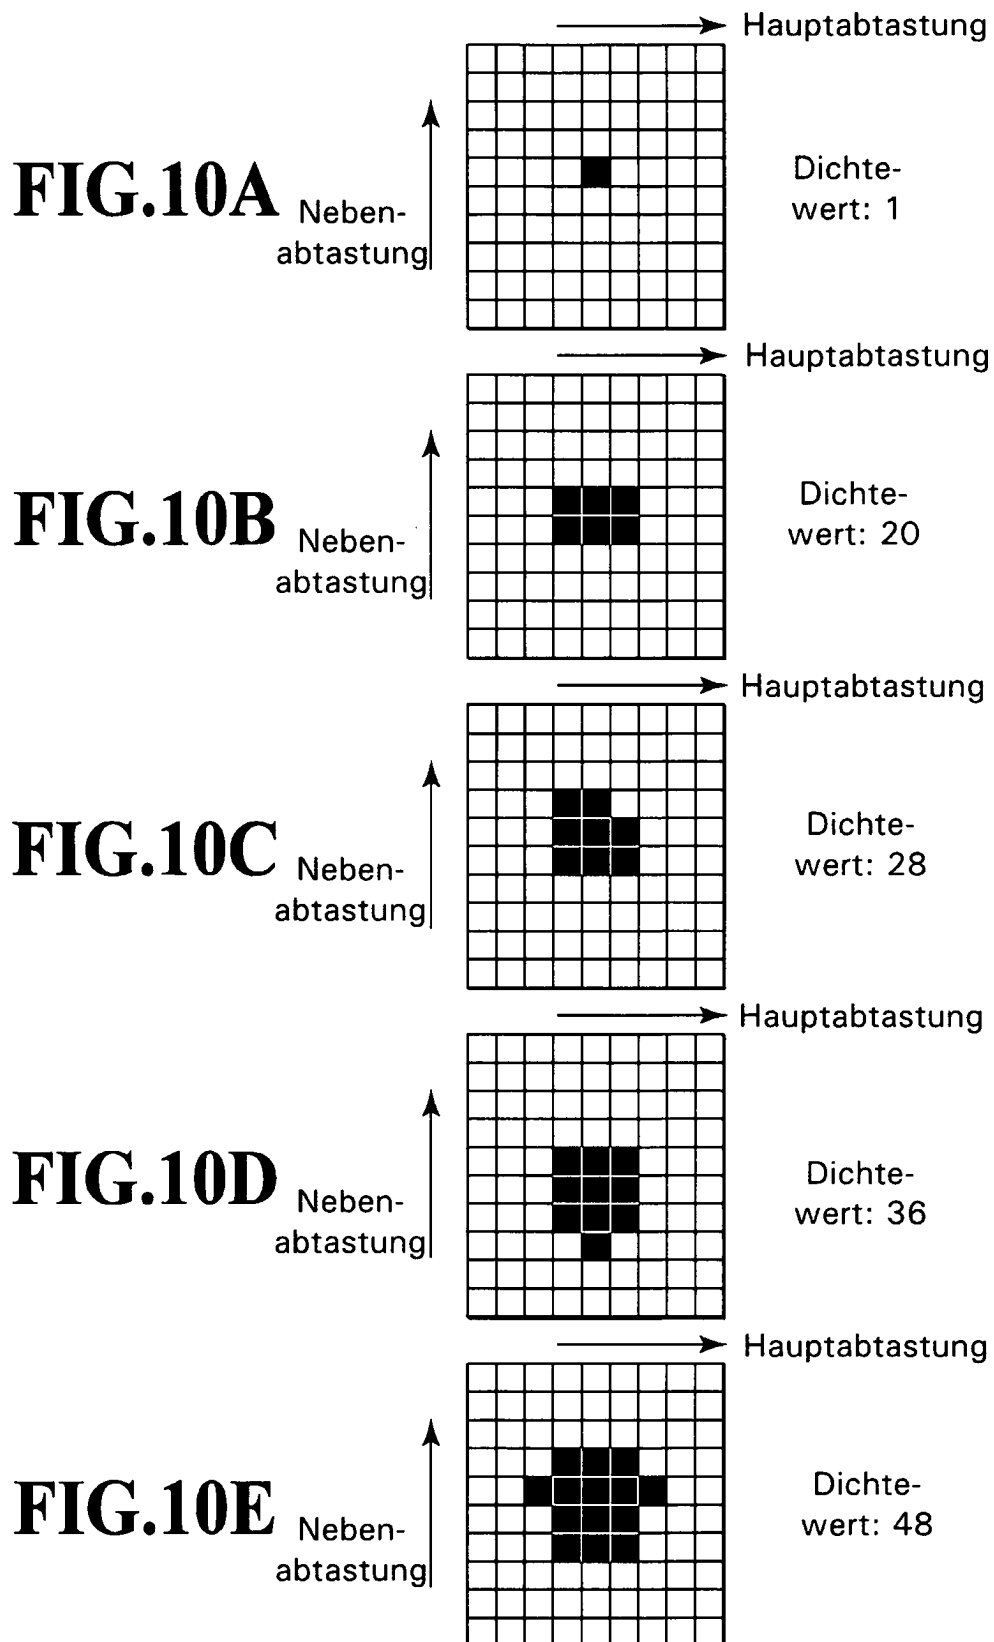 Hauptabtastung
FIG.10A
Neben-
abtastung
Dichte-
wert: 1
Hauptabtastung
FIG.10B
Neben-
abtastung
Dichte-
wert: 20
Hauptabtastung
FIG.10C
Neben-
abtastung
Dichte-
wert: 28
Hauptabtastung
FIG.10D
Neben-
abtastung
Dichte-
wert: 36
Hauptabtastung
FIG.10E
Neben-
abtastung
Dichte-
wert: 48